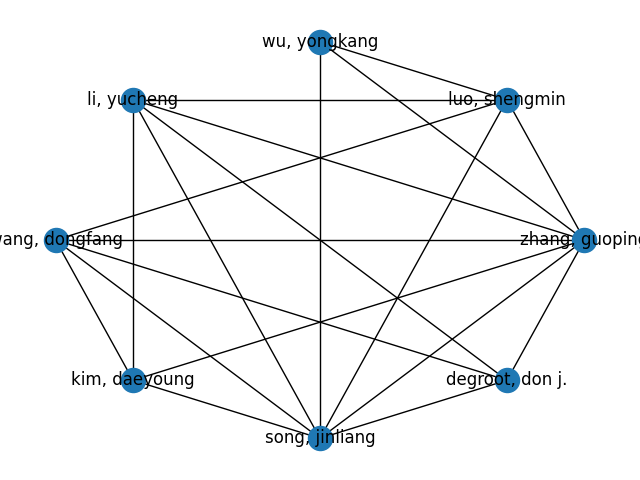 wu, yongkang
li, yucheng
luo, shengmin
wang, dongfang
zhang, guoping
kim, daeyoung
degroot, don j.
song, jinliang